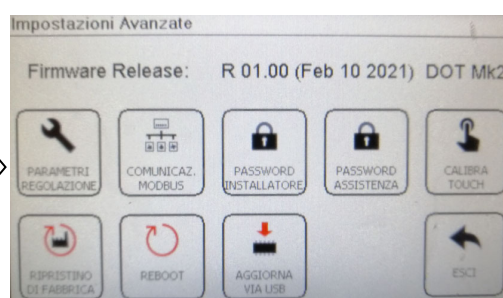 Impostazioni Avanzate
Firmware Release: R 01.00 (Feb 10 2021) DOT Mk2
PARAMETRI
REGOLAZIONE
COMUNICAZ.
MODBUS
PASSWORD
INSTALLATORE
PASSWORD
ASSISTENZA
CALIBRA
TOUCH
RIPRISTINO
DI FABBRICA
REBOOT
AGGIORNA
VIA USB
ESCI